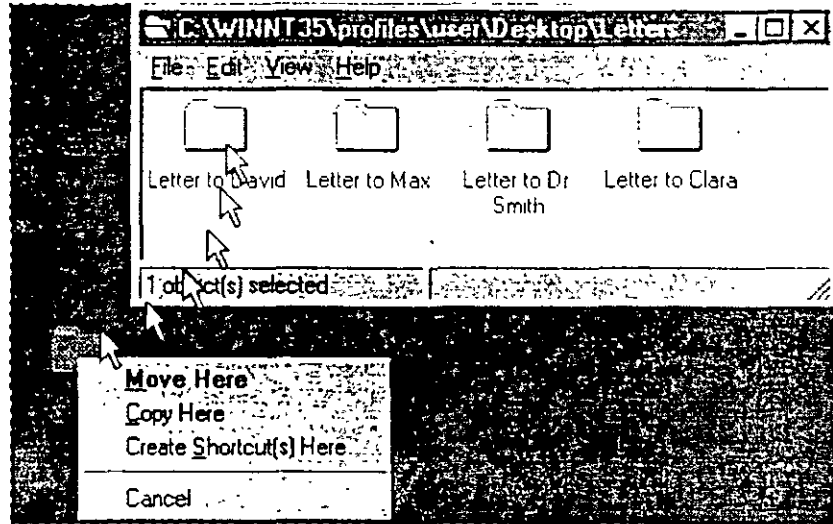 C:\WINNT35\profiles\user\Desktop\Letters
File Edit View Help
Letter to David Letter to Max Letter to Dr Smith Letter to Clara
1 object(s) selected
Move Here
Copy Here
Create Shortcut(s) Here
Cancel